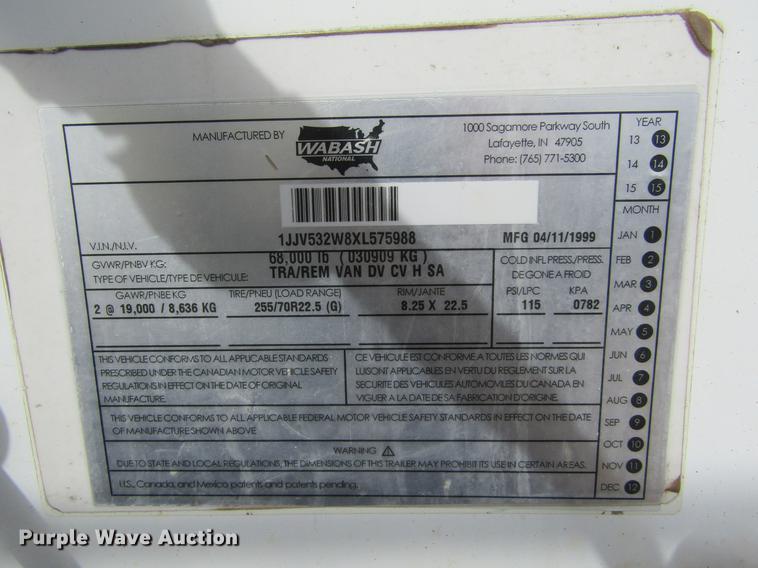 MANUFACTURED BY
WABASH
NATIONAL
1000 Sagamore Parkway South
Lafayette, IN 47905
Phone: (765) 771-5300
V.I.N./N.I.V. 1JJV532W8XL575988 MFG 04/11/1999
GVWR/PNBV KG: 68,000 lb ( 030909 KG )
TYPE OF VEHICLE/TYPE DE VEHICULE: TRA/REM VAN DV CV H SA
COLD INFL.PRESS./PRESS.
DE GONE A FROID
GAWR/PNBE KG TIRE/PNEU (LOAD RANGE) RIM/JANTE PSI/LPC KPA
2 @ 19,000 / 8,636 KG 255/70R22.5 (G) 8.25 X 22.5 115 0782
THIS VEHICLE CONFORMS TO ALL APPLICABLE STANDARDS
PRESCRIBED UNDER THE CANADIAN MOTOR VEHICLE SAFETY
REGULATIONS IN EFFECT ON THE DATE OF ORIGINAL
MANUFACTURE.
CE VEHICULE EST CONFORME A TOUTES LES NORMES QUI
LUI SONT APPLICABLES EN VERTU DU REGLEMENT SUR LA
SECURITE DES VEHICULES AUTOMOVILES DU CANADA EN
VIGUER A LA DATE DE SA FABRICATION D'ORIGINE.
THIS VEHICLE CONFORMS TO ALL APPLICABLE FEDERAL MOTOR VEHICLE SAFETY STANDARDS IN EFFECT ON THE DATE
OF MANUFACTURE SHOWN ABOVE
WARNING
DUE TO STATE AND LOCAL REGULATIONS, THE DIMENSIONS OF THIS TRAILER MAY PROHIBIT ITS USE IN CERTAIN AREAS.
U.S., Canada, and Mexico patents and patents pending.
YEAR
13 13
14 14
15 15
MONTH
JAN 1
FEB 2
MAR 3
APR 4
MAY 5
JUN 6
JUL 7
AUG 8
SEP 9
OCT 10
NOV 11
DEC 12
Purple Wave Auction